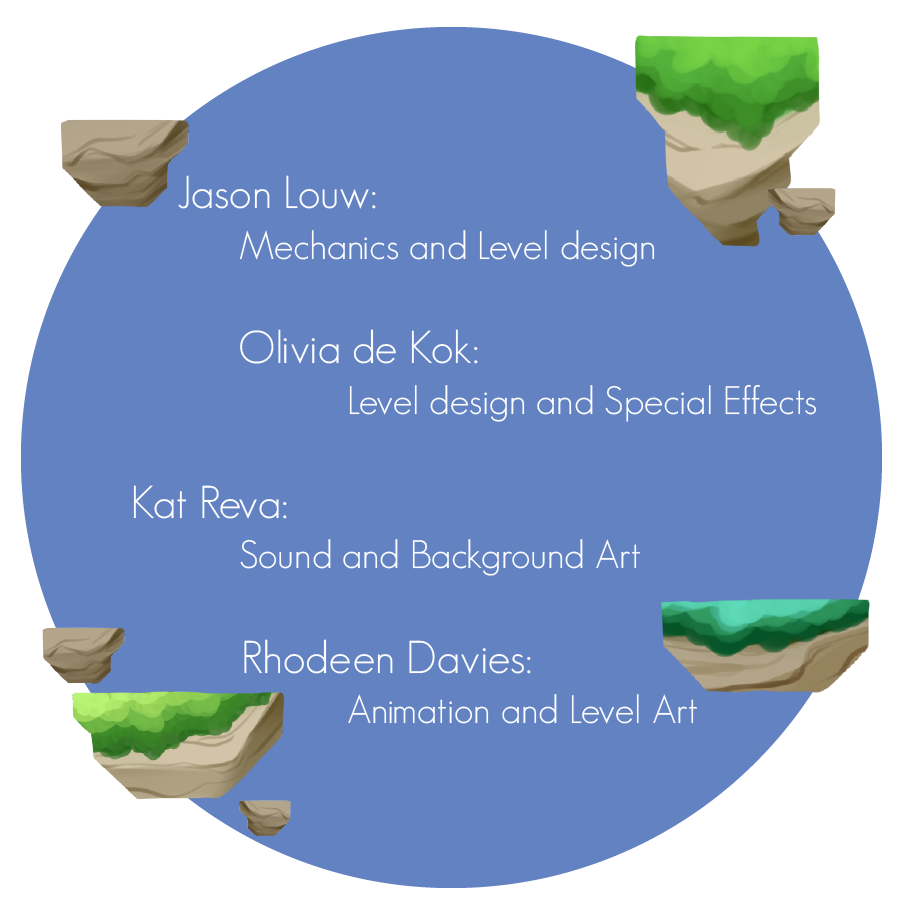 Jason Louw:
Mechanics and Level design
Olivia de Kok:
Level design and Special Effects
Kat Reva:
Sound and Background Art
Rhodeen Davies:
Animation and Level Art